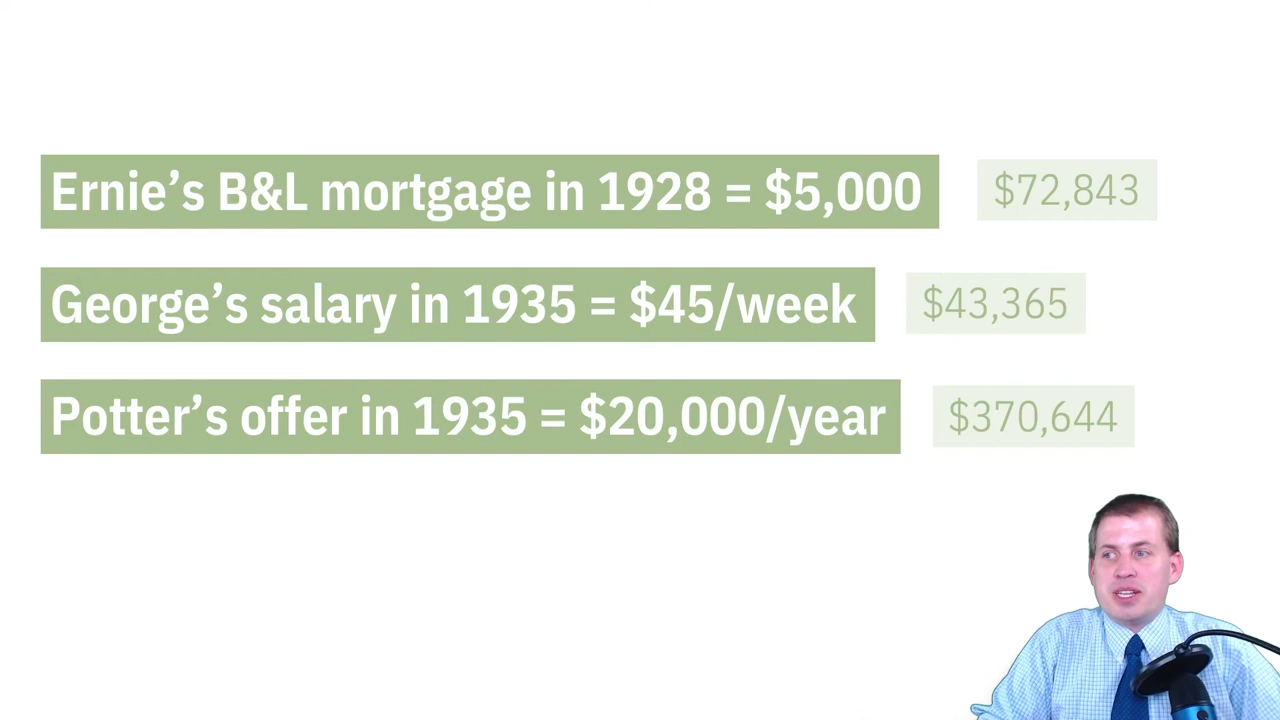 Ernie’s B&L mortgage in 1928 = $5,000 $72,843
George’s salary in 1935 = $45/week $43,365
Potter’s offer in 1935 = $20,000/year $370,644